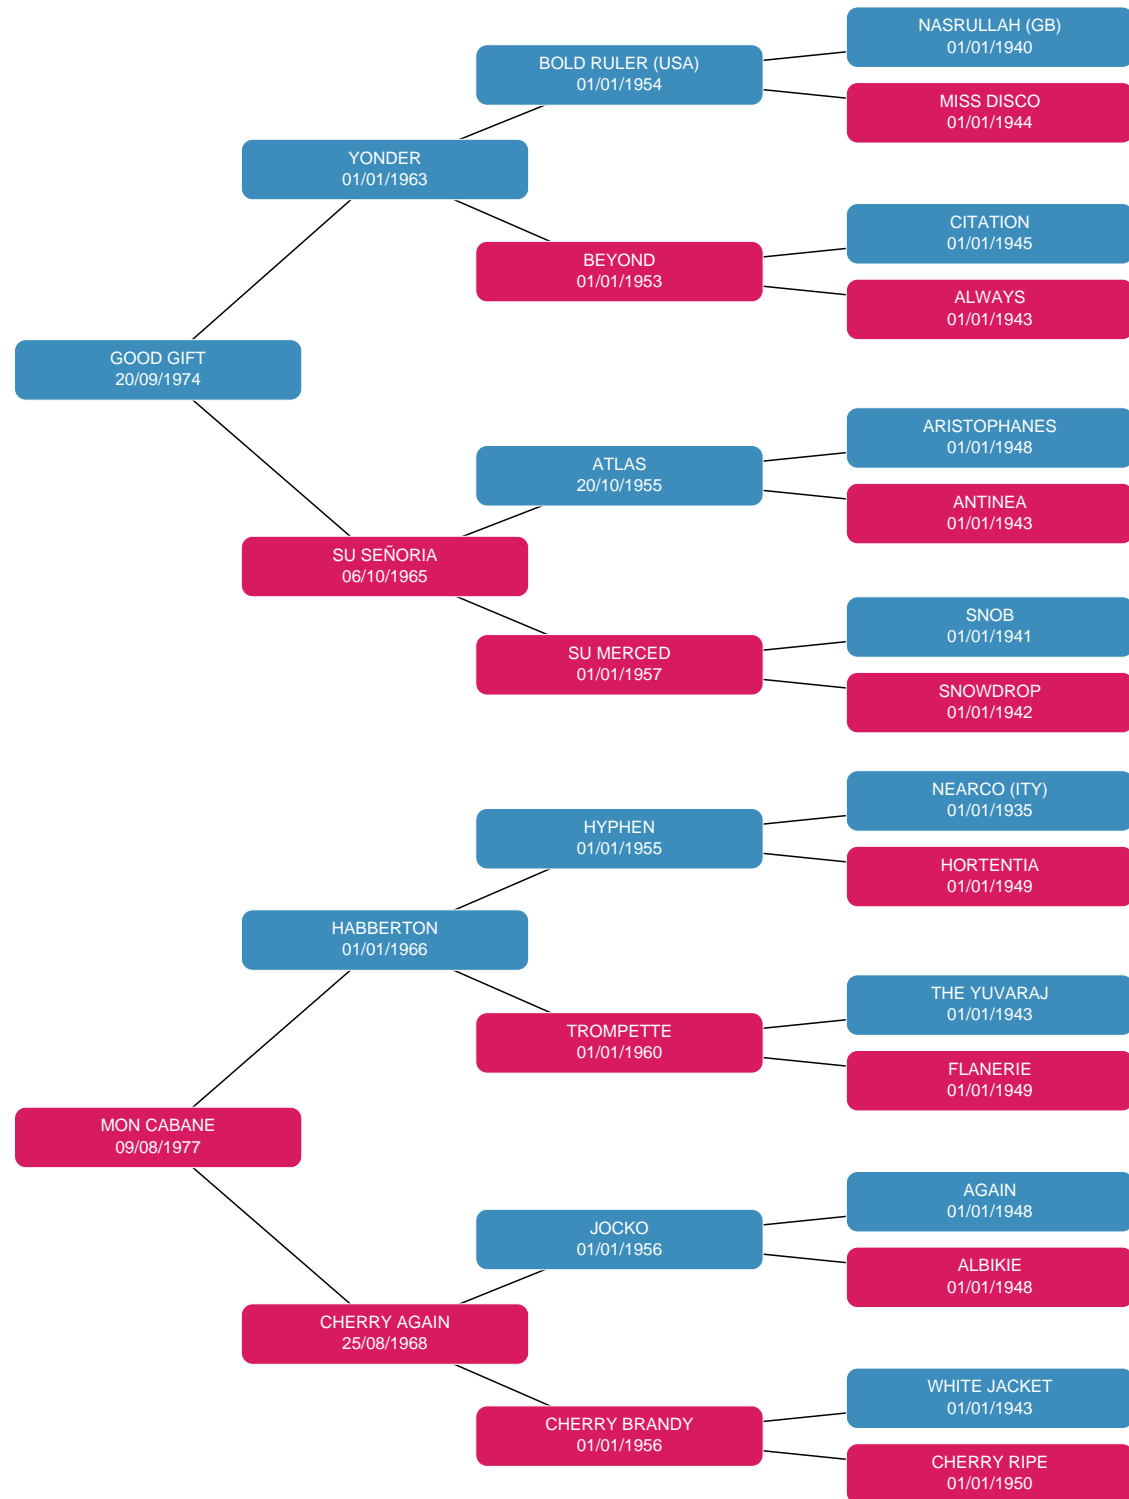 NASRULLAH (GB)
01/01/1940
BOLD RULER (USA)
01/01/1954
MISS DISCO
01/01/1944
YONDER
01/01/1963
CITATION
01/01/1945
BEYOND
01/01/1953
ALWAYS
01/01/1943
GOOD GIFT
20/09/1974
ARISTOPHANES
01/01/1948
ATLAS
20/10/1955
ANTINEA
01/01/1943
SU SEÑORIA
06/10/1965
SNOB
01/01/1941
SU MERCED
01/01/1957
SNOWDROP
01/01/1942
NEARCO (ITY)
01/01/1935
HYPHEN
01/01/1955
HORTENTIA
01/01/1949
HABBERTON
01/01/1966
THE YUVARAJ
01/01/1943
TROMPETTE
01/01/1960
FLANERIE
01/01/1949
MON CABANE
09/08/1977
AGAIN
01/01/1948
JOCKO
01/01/1956
ALBIKIE
01/01/1948
CHERRY AGAIN
25/08/1968
WHITE JACKET
01/01/1943
CHERRY BRANDY
01/01/1956
CHERRY RIPE
01/01/1950